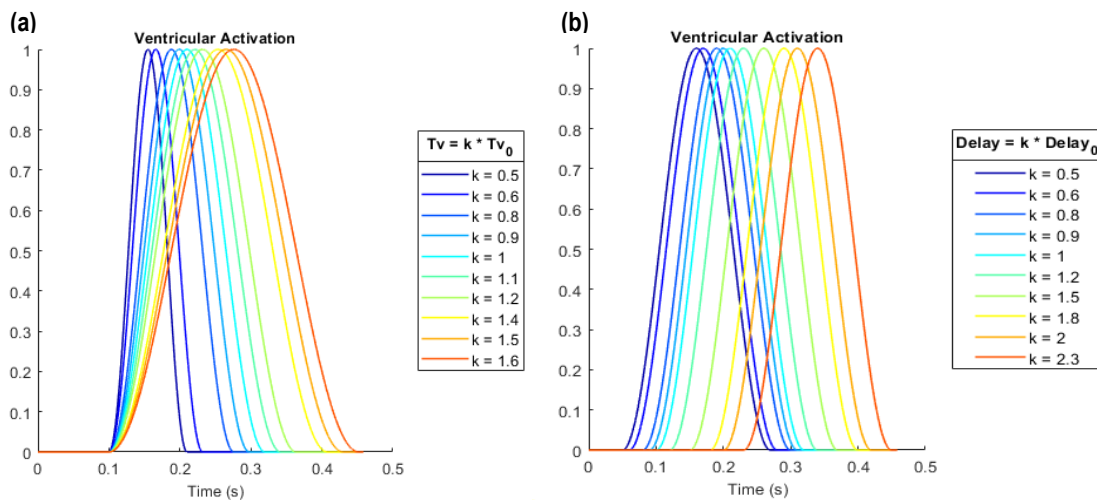 (a)
Ventricular Activation
1
0.9
0.8
0.7
0.6
0.5
0.4
0.3
0.2
0.1
0
0 0.1 0.2 0.3 0.4 0.5
Time (s)
Tv = k * Tv0
k = 0.5
k = 0.6
k = 0.8
k = 0.9
k = 1
k = 1.1
k = 1.2
k = 1.4
k = 1.5
k = 1.6
(b)
Ventricular Activation
1
0.9
0.8
0.7
0.6
0.5
0.4
0.3
0.2
0.1
0
0 0.1 0.2 0.3 0.4 0.5
Time (s)
Delay = k * Delay0
k = 0.5
k = 0.6
k = 0.8
k = 0.9
k = 1
k = 1.2
k = 1.5
k = 1.8
k = 2
k = 2.3